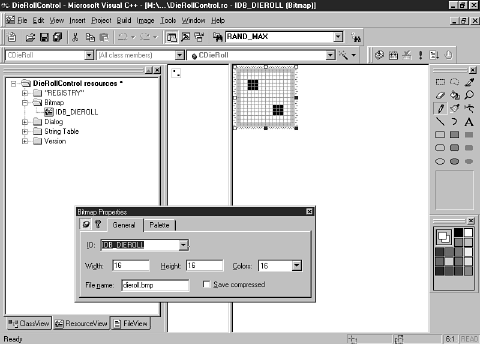 DieRollControl - Microsoft Visual C++ - [M:\...\DieRollControl.rc - IDB_DIEROLL (Bitmap)]
File Edit View Insert Project Build Image Tools Window Help
RAND_MAX
CDieRoll (All class members) CDieRoll
DieRollControl resources *
"REGISTRY"
Bitmap
IDB_DIEROLL
Dialog
String Table
Version
Bitmap Properties
General Palette
ID: IDB_DIEROLL
Width: 16 Height: 16 Colors: 16
File name: dieroll.bmp Save compressed
ClassView ResourceView FileView
Ready 6:1 READ